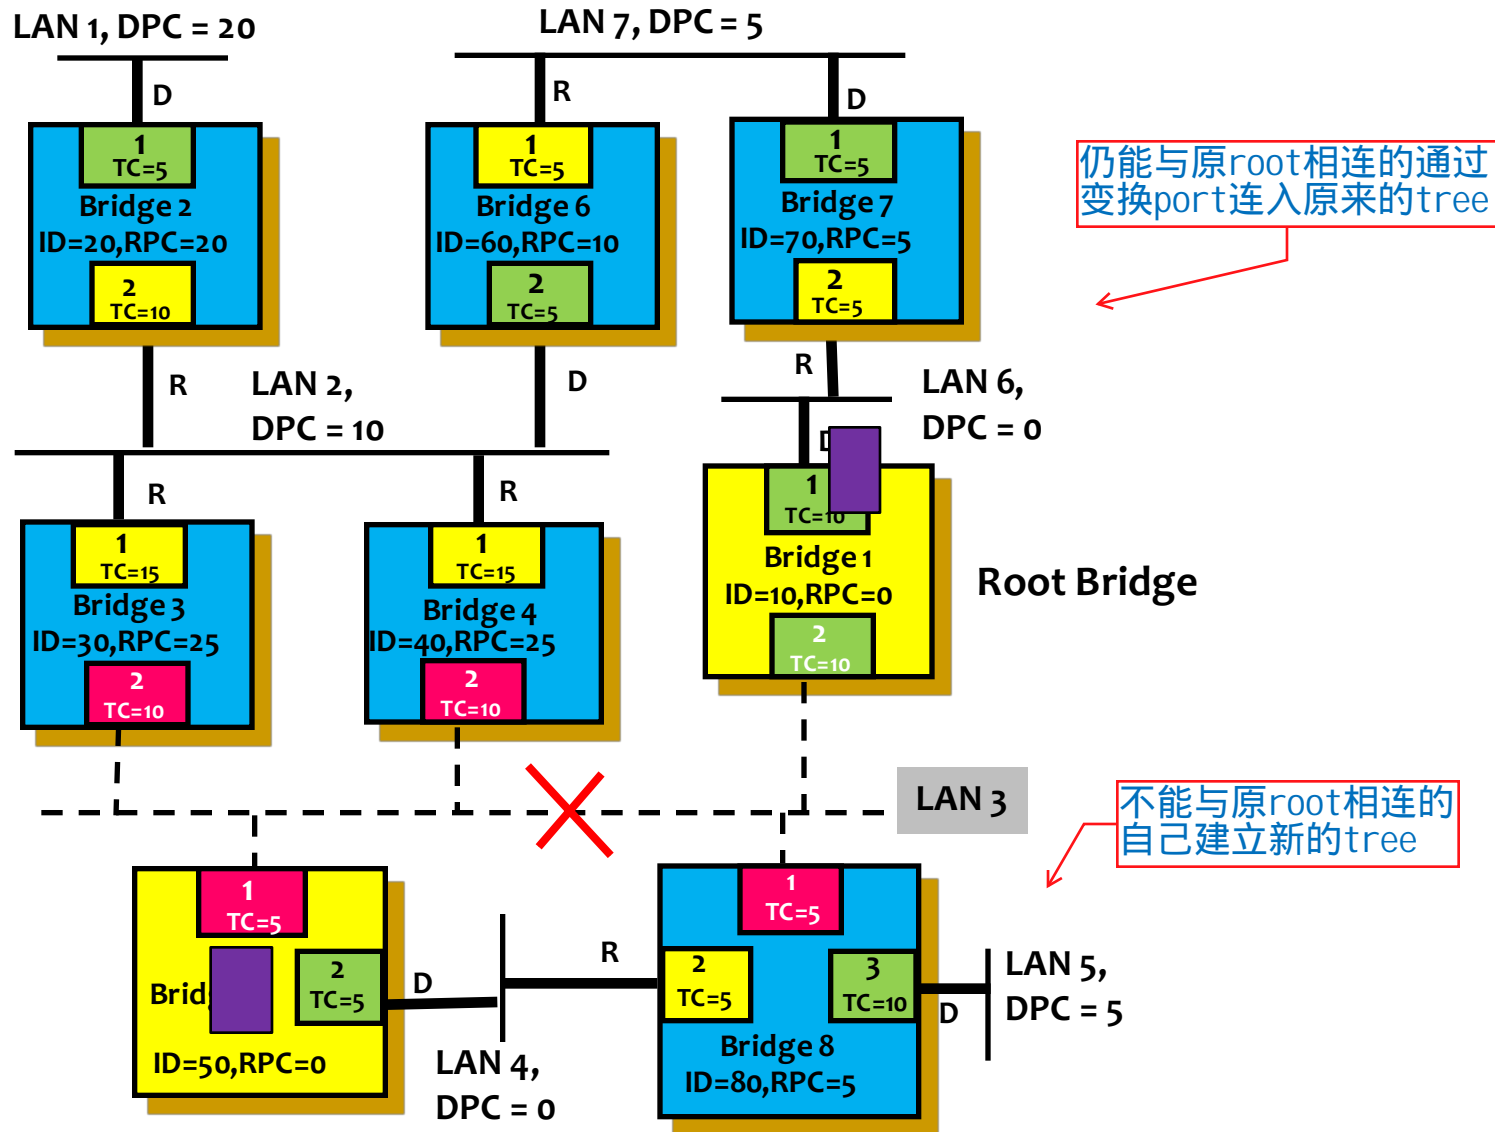 LAN 1, DPC = 20
LAN 7, DPC = 5
D
R
D
1
TC=5
Bridge 2
ID=20,RPC=20
2
TC=10
1
TC=5
Bridge 6
ID=60,RPC=10
2
TC=5
1
TC=5
Bridge 7
ID=70,RPC=5
2
TC=5
仍能与原root相连的通过
变换port连入原来的tree
R
LAN 2,
DPC = 10
D
R
LAN 6,
DPC = 0
R
R
1
TC=15
Bridge 3
ID=30,RPC=25
2
TC=10
1
TC=15
Bridge 4
ID=40,RPC=25
2
TC=10
1
TC=10
Bridge 1
ID=10,RPC=0
2
TC=10
Root Bridge
LAN 3
不能与原root相连的
自己建立新的tree
1
TC=5
2
TC=5
ID=50,RPC=0
D
LAN 4,
DPC = 0
R
1
TC=5
2
TC=5
3
TC=10
Bridge 8
ID=80,RPC=5
D
LAN 5,
DPC = 5